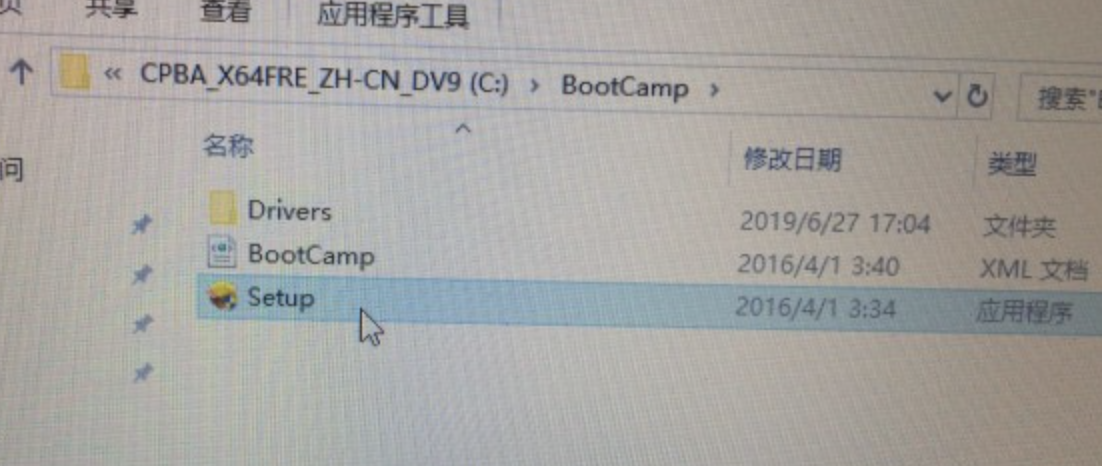 共享 查看 应用程序工具
« CPBA_X64FRE_ZH-CN_DV9 (C:) › BootCamp › 搜索"
名称 修改日期 类型
问
Drivers 2019/6/27 17:04 文件夹
BootCamp 2016/4/1 3:40 XML 文档
Setup 2016/4/1 3:34 应用程序